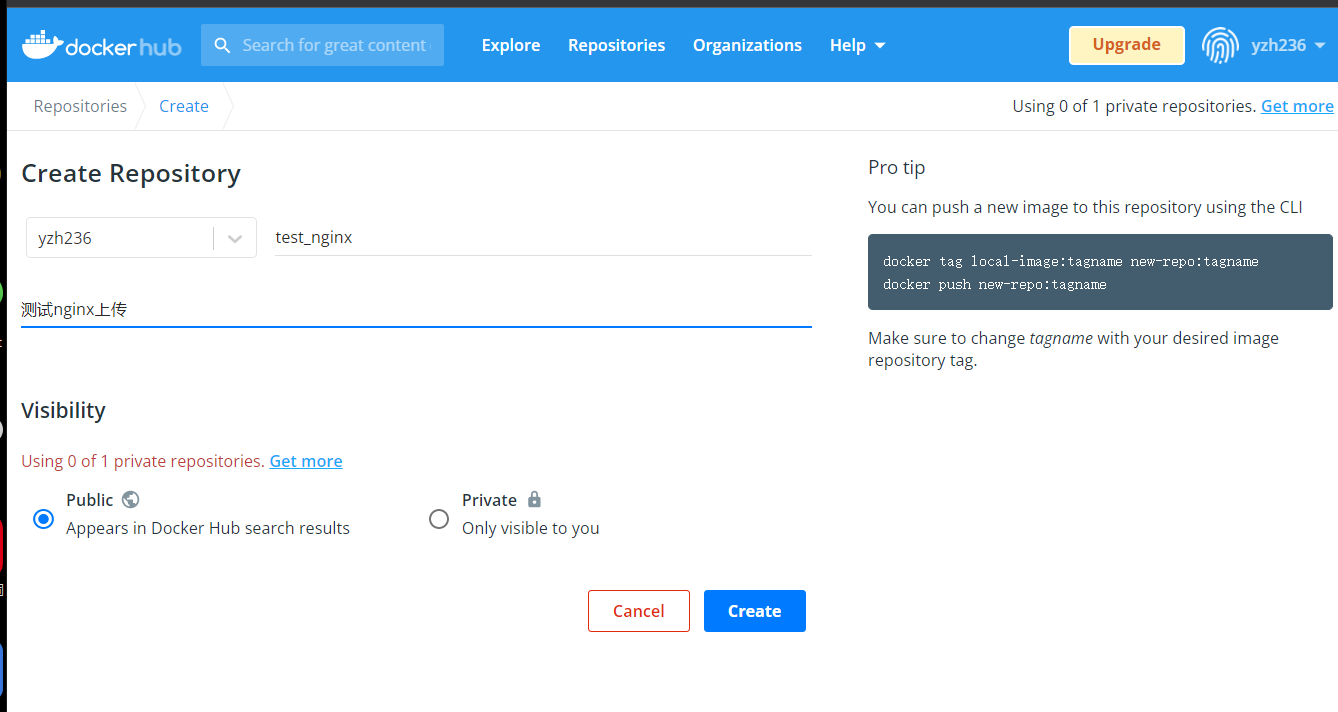 dockerhub Search for great content Explore Repositories Organizations Help Upgrade yzh236
Repositories Create Using 0 of 1 private repositories. Get more
Create Repository
yzh236 test_nginx
测试nginx上传
Visibility
Using 0 of 1 private repositories. Get more
Public Private
Appears in Docker Hub search results Only visible to you
Cancel Create
Pro tip
You can push a new image to this repository using the CLI
docker tag local-image:tagname new-repo:tagname
docker push new-repo:tagname
Make sure to change tagname with your desired image
repository tag.